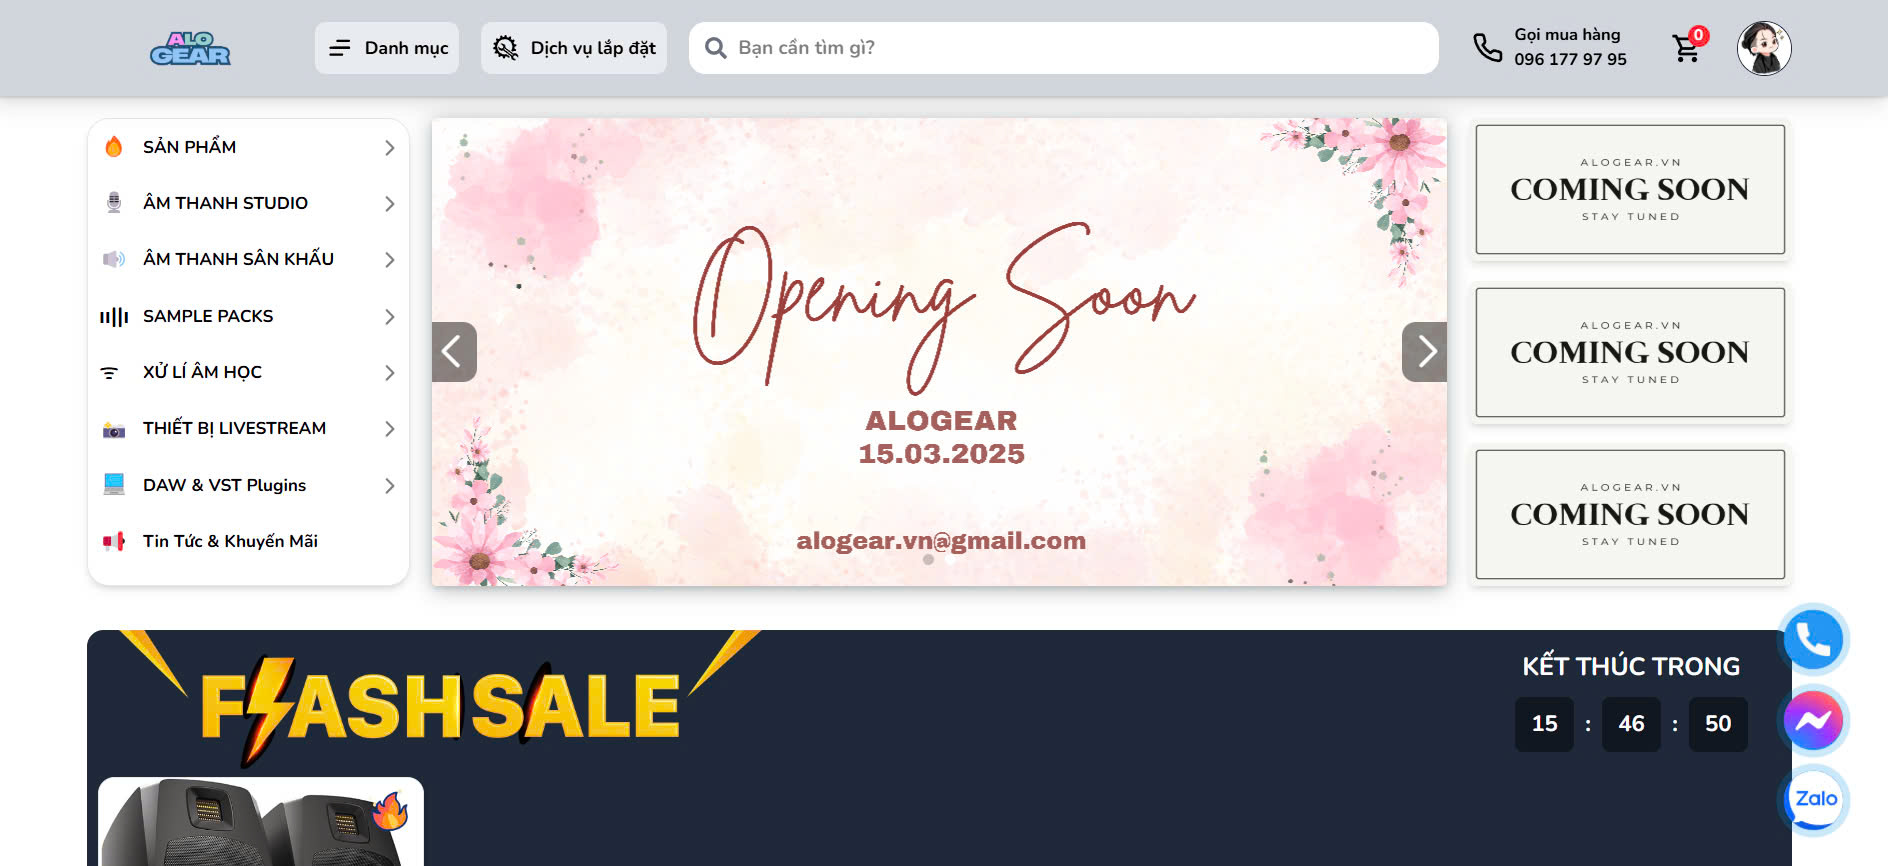 ALO
GEAR
Danh mục
Dịch vụ lắp đặt
Bạn cần tìm gì?
Gọi mua hàng
096 177 97 95
0
SẢN PHẨM
ÂM THANH STUDIO
ÂM THANH SÂN KHẤU
SAMPLE PACKS
XỬ LÍ ÂM HỌC
THIẾT BỊ LIVESTREAM
DAW & VST Plugins
Tin Tức & Khuyến Mãi
Opening Soon
ALOGEAR
15.03.2025
alogear.vn@gmail.com
ALOGEAR.VN
COMING SOON
STAY TUNED
ALOGEAR.VN
COMING SOON
STAY TUNED
ALOGEAR.VN
COMING SOON
STAY TUNED
FLASH SALE
KẾT THÚC TRONG
15 : 46 : 50
Zalo